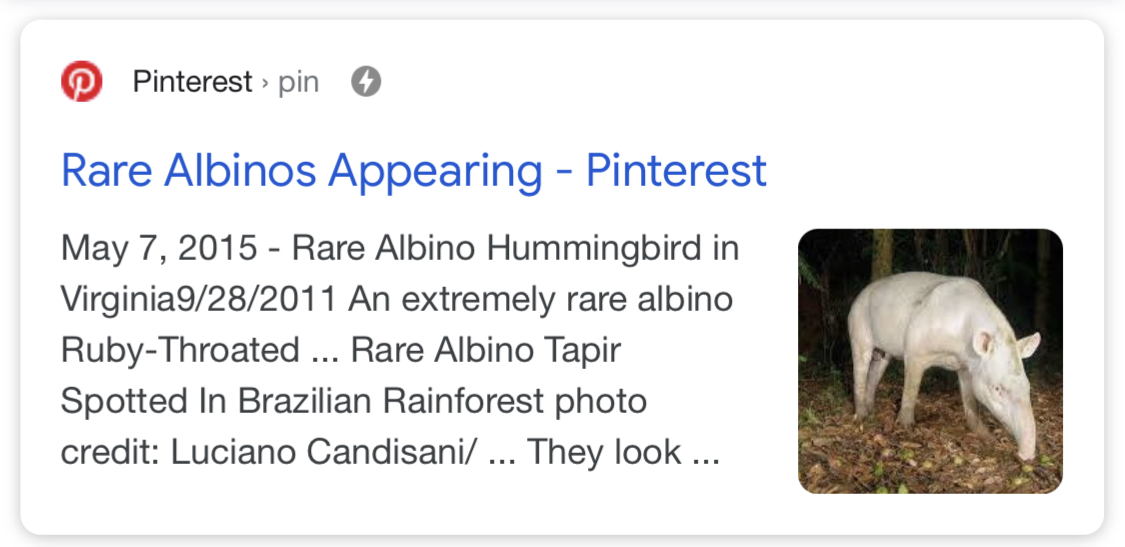 Pinterest › pin
Rare Albinos Appearing - Pinterest
May 7, 2015 - Rare Albino Hummingbird in
Virginia9/28/2011 An extremely rare albino
Ruby-Throated ... Rare Albino Tapir
Spotted In Brazilian Rainforest photo
credit: Luciano Candisani/ ... They look ...